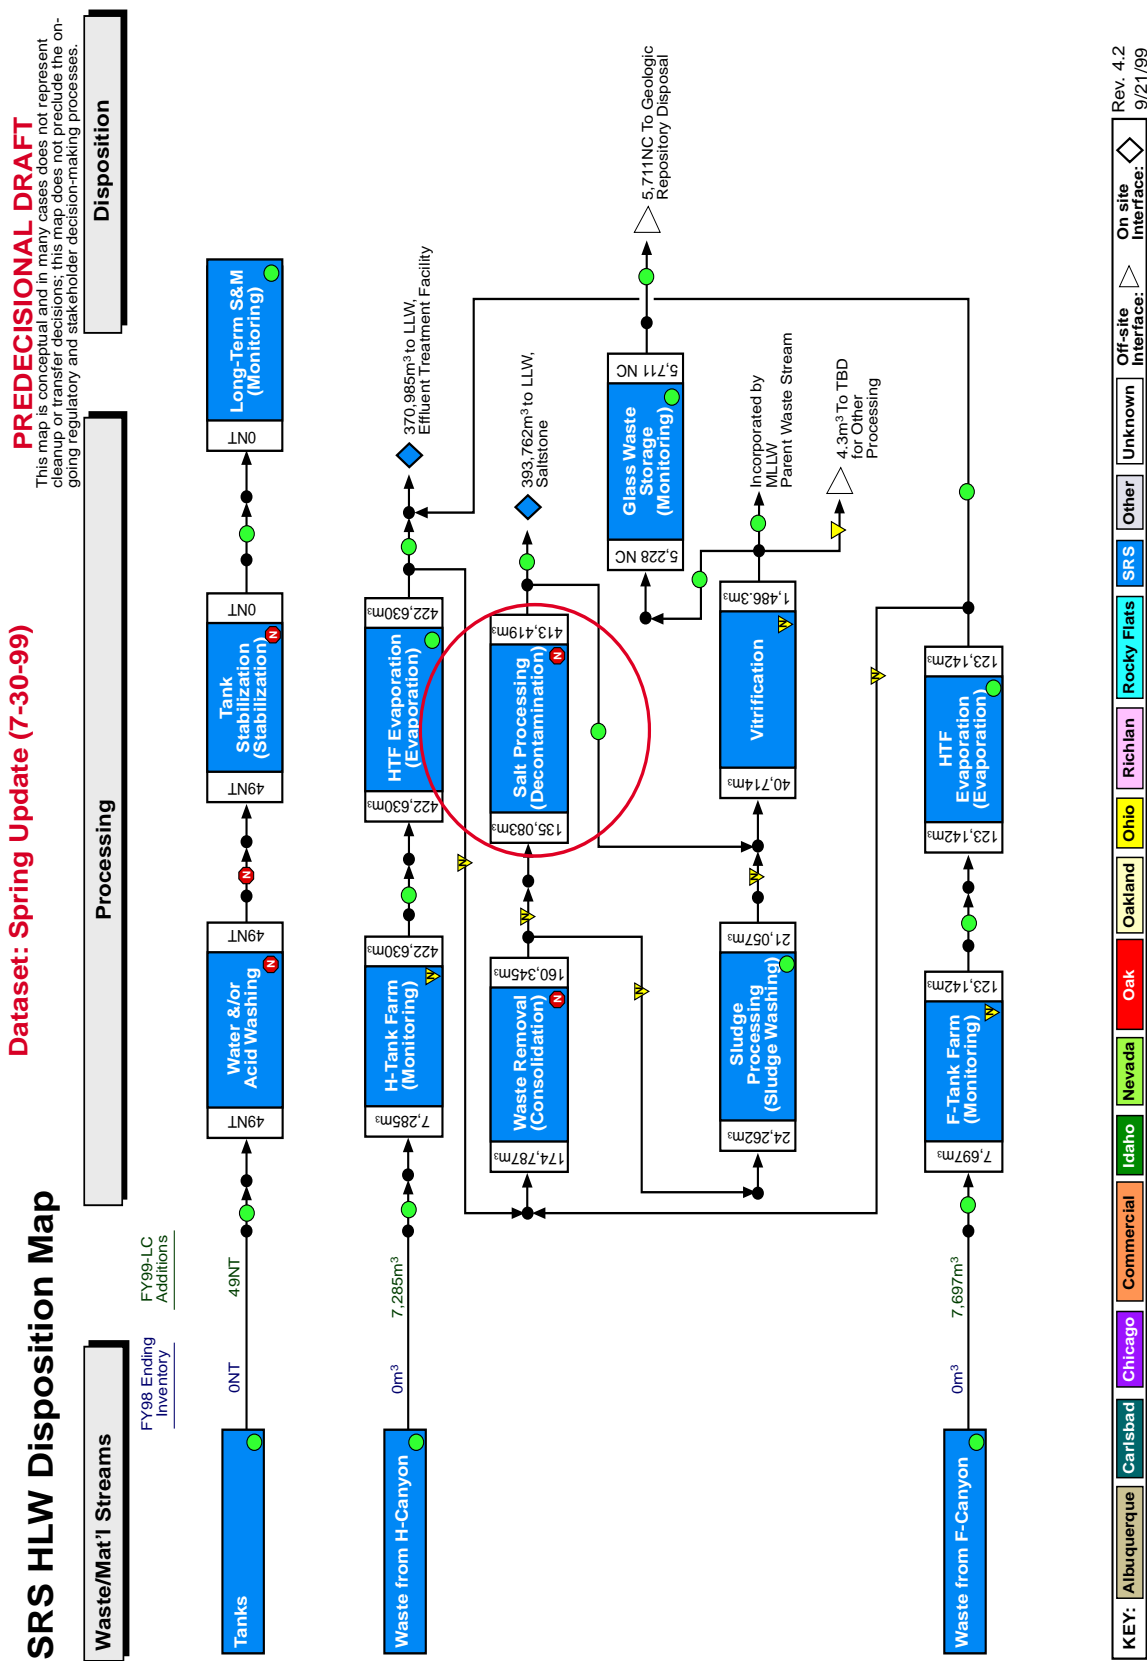 SRS HLW Disposition Map
Dataset: Spring Update (7-30-99)
PREDECISIONAL DRAFT
This map is conceptual and in many cases does not represent
cleanup or transfer decisions; this map does not preclude the on-
going regulatory and stakeholder decision-making processes.
Waste/Mat'l Streams
Processing
Disposition
FY98 Ending
Inventory
FY99-LC
Additions
Tanks
0NT
49NT
49NT
Water &/or
Acid Washing
N
49NT
N
49NT
Tank
Stabilization
(Stabilization)
N
0NT
0NT
Long-Term S&M
(Monitoring)
Waste from H-Canyon
0m³
7,285m³
7,285m³
H-Tank Farm
(Monitoring)
N
422,630m³
422,630m³
HTF Evaporation
(Evaporation)
422,630m³
370,985m³ to LLW,
Effluent Treatment Facility
N
174,787m³
Waste Removal
(Consolidation)
N
160,345m³
N
135,083m³
Salt Processing
(Decontamination)
N
413,419m³
393,762m³ to LLW,
Saltstone
N
5,228 NC
Glass Waste
Storage
(Monitoring)
5,711 NC
5,711NC To Geologic
Repository Disposal
24,262m³
Sludge
Processing
(Sludge Washing)
21,057m³
N
40,714m³
Vitrification
N
1,486.3m³
Incorporated by
MLLW
Parent Waste Stream
4.3m³ To TBD
for Other
Processing
N
Waste from F-Canyon
0m³
7,697m³
7,697m³
F-Tank Farm
(Monitoring)
N
123,142m³
123,142m³
HTF
Evaporation
(Evaporation)
123,142m³
KEY:
Albuquerque
Carlsbad
Chicago
Commercial
Idaho
Nevada
Oak
Oakland
Ohio
Richlan
Rocky Flats
SRS
Other
Unknown
Off-site
Interface:
On site
Interface:
Rev. 4.2
9/21/99